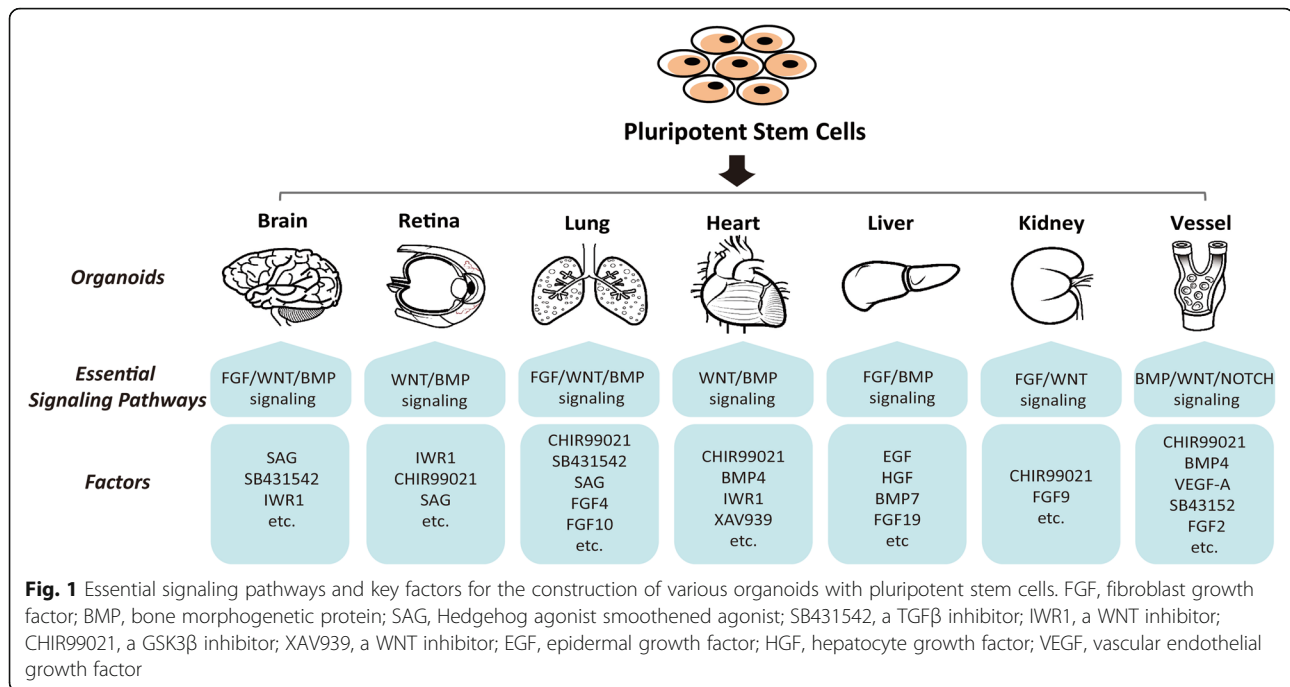 Pluripotent Stem Cells
Brain
Retina
Lung
Heart
Liver
Kidney
Vessel
Organoids
Essential
Signaling Pathways
FGF/WNT/BMP
signaling
WNT/BMP
signaling
FGF/WNT/BMP
signaling
WNT/BMP
signaling
FGF/BMP
signaling
FGF/WNT
signaling
BMP/WNT/NOTCH
signaling
Factors
SAG
SB431542
IWR1
etc.
IWR1
CHIR99021
SAG
etc.
CHIR99021
SB431542
SAG
FGF4
FGF10
etc.
CHIR99021
BMP4
IWR1
XAV939
etc.
EGF
HGF
BMP7
FGF19
etc
CHIR99021
FGF9
etc.
CHIR99021
BMP4
VEGF-A
SB43152
FGF2
etc.
Fig. 1 Essential signaling pathways and key factors for the construction of various organoids with pluripotent stem cells. FGF, fibroblast growth
factor; BMP, bone morphogenetic protein; SAG, Hedgehog agonist smoothened agonist; SB431542, a TGFβ inhibitor; IWR1, a WNT inhibitor;
CHIR99021, a GSK3β inhibitor; XAV939, a WNT inhibitor; EGF, epidermal growth factor; HGF, hepatocyte growth factor; VEGF, vascular endothelial
growth factor